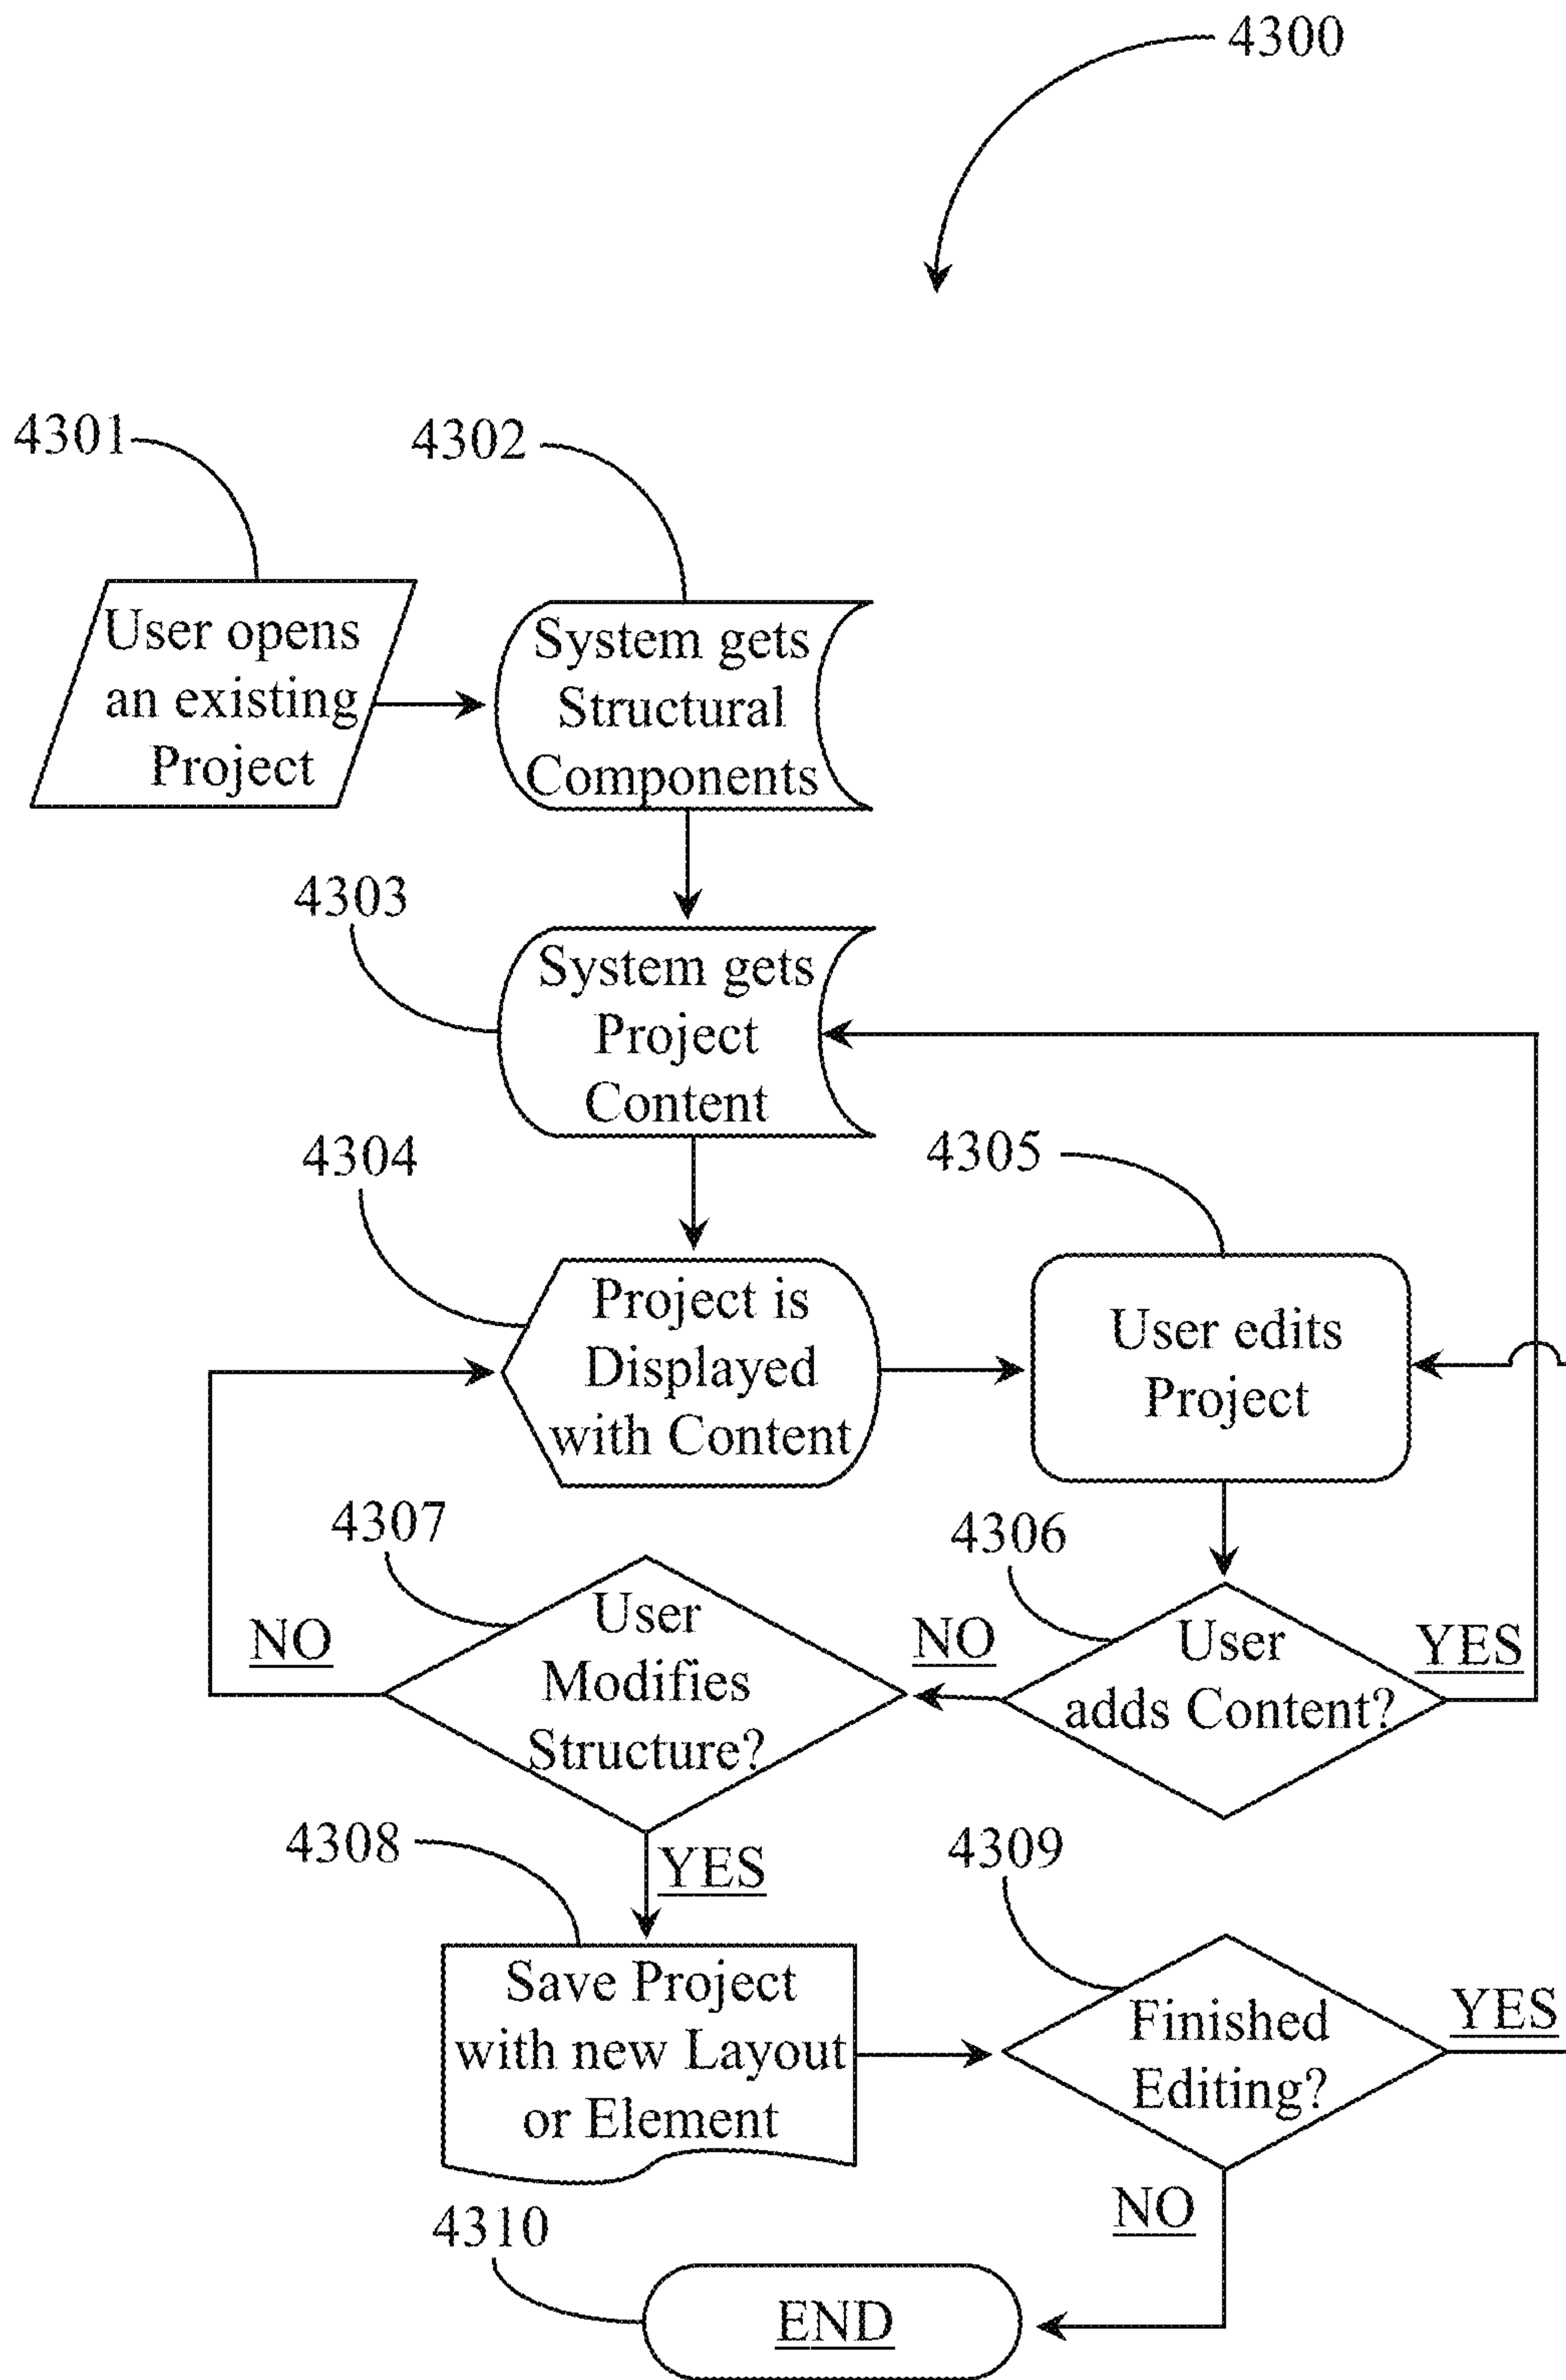 4300
4301
4302
User opens
an existing
Project
System gets
Structural
Components
4303
System gets
Project
Content
4304
4305
Project is
Displayed
with Content
User edits
Project
4307
4306
User
Modifies
Structure?
NO
User
adds Content?
NO
YES
4308
YES
4309
Save Project
with new Layout
or Element
Finished
Editing?
YES
NO
4310
END